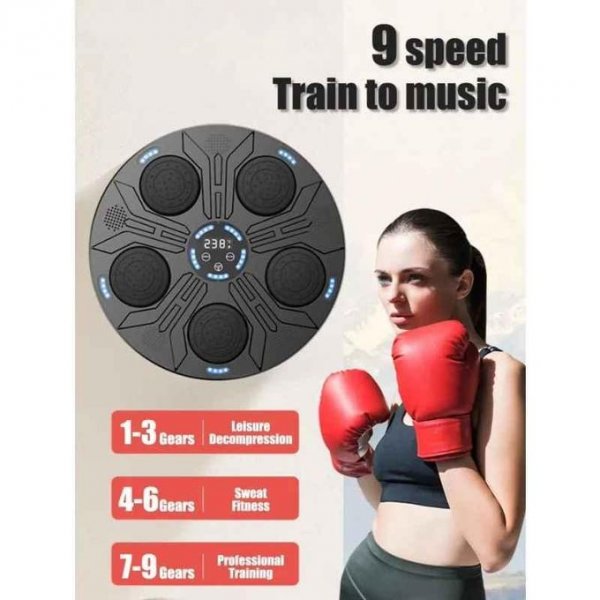 9 speed
Train to music
238%
1-3 Gears
Leisure
Decompression
4-6 Gears
Sweat
Fitness
7-9 Gears
Professional
Training